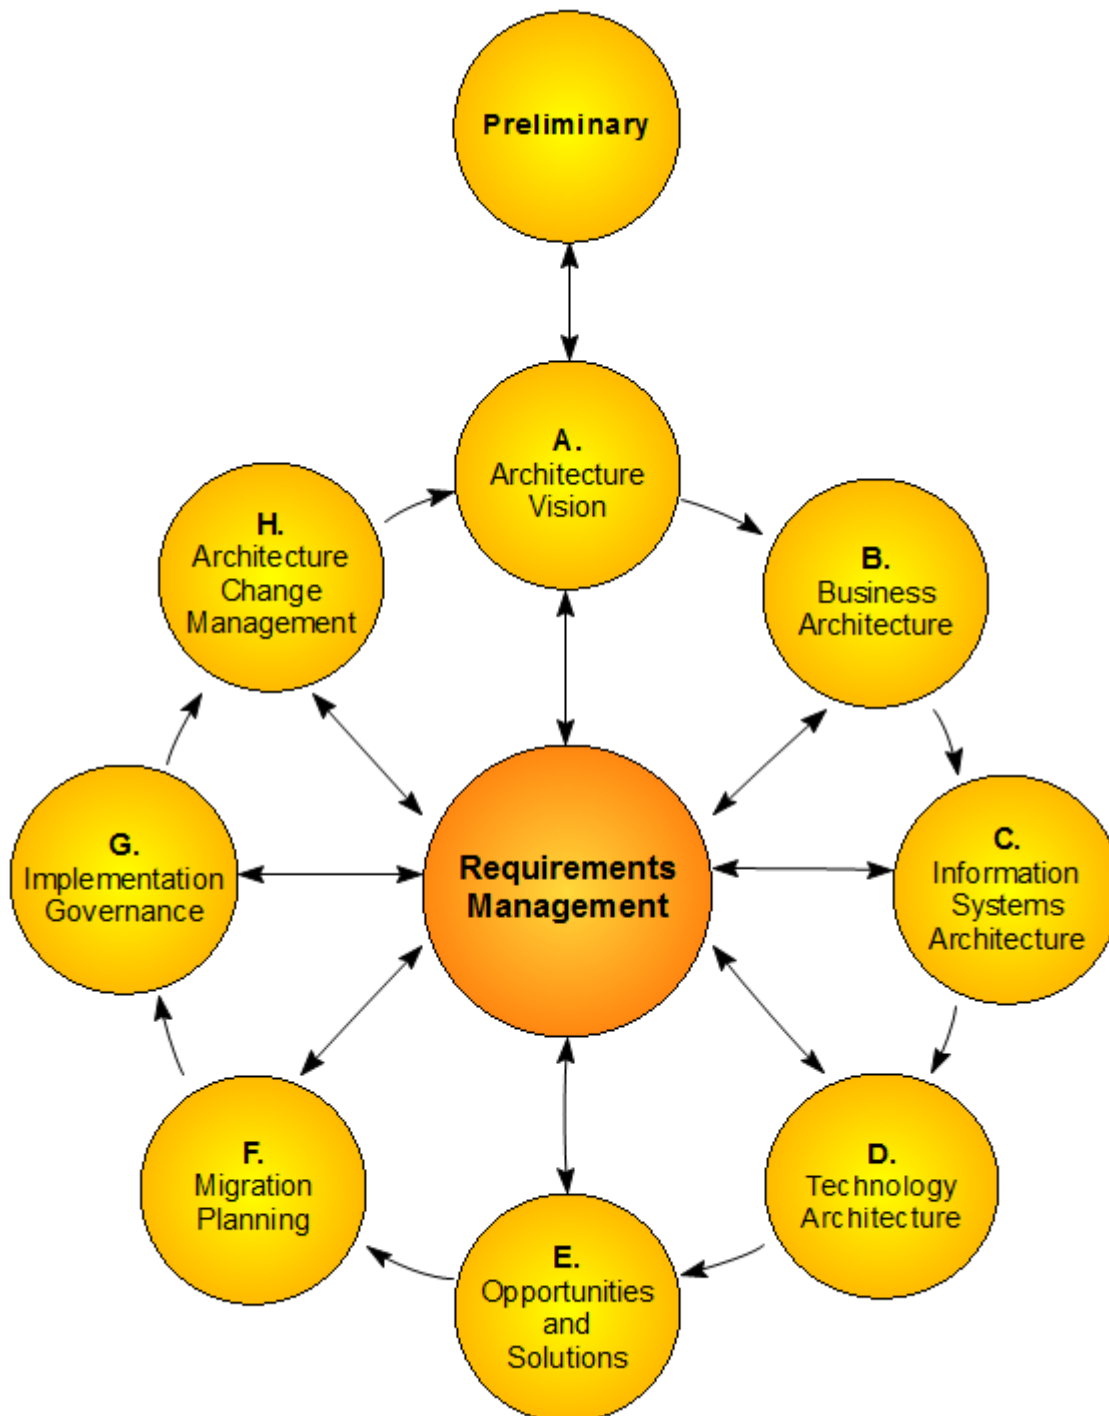 Preliminary
A.
Architecture
Vision
B.
Business
Architecture
C.
Information
Systems
Architecture
D.
Technology
Architecture
E.
Opportunities
and
Solutions
F.
Migration
Planning
G.
Implementation
Governance
H.
Architecture
Change
Management
Requirements
Management